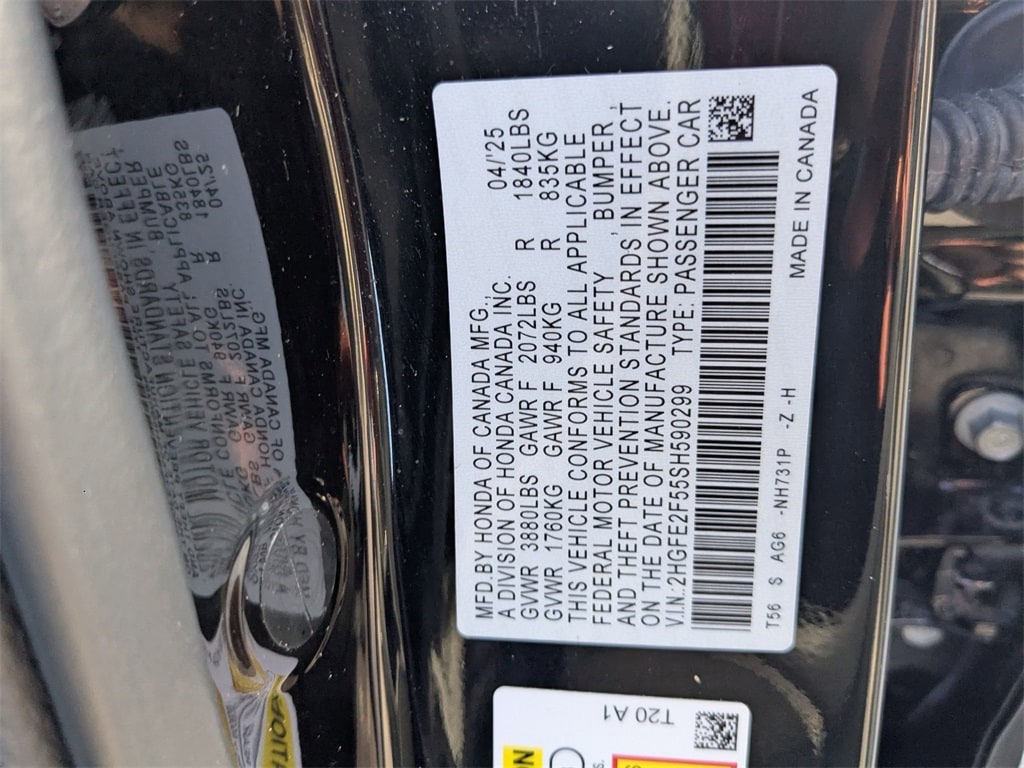 MFD.BY HONDA OF CANADA MFG.,
A DIVISION OF HONDA CANADA INC. 04/'25
GVWR 3880LBS GAWR F 2072LBS R 1840LBS
GVWR 1760KG GAWR F 940KG R 835KG
THIS VEHICLE CONFORMS TO ALL APPLICABLE
FEDERAL MOTOR VEHICLE SAFETY , BUMPER ,
AND THEFT PREVENTION STANDARDS IN EFFECT
ON THE DATE OF MANUFACTURE SHOWN ABOVE.
V.I.N.:2HGFE2F55SH590299 TYPE: PASSENGER CAR
T56 S AG6 -NH731P -Z -H MADE IN CANADA
T20 A1